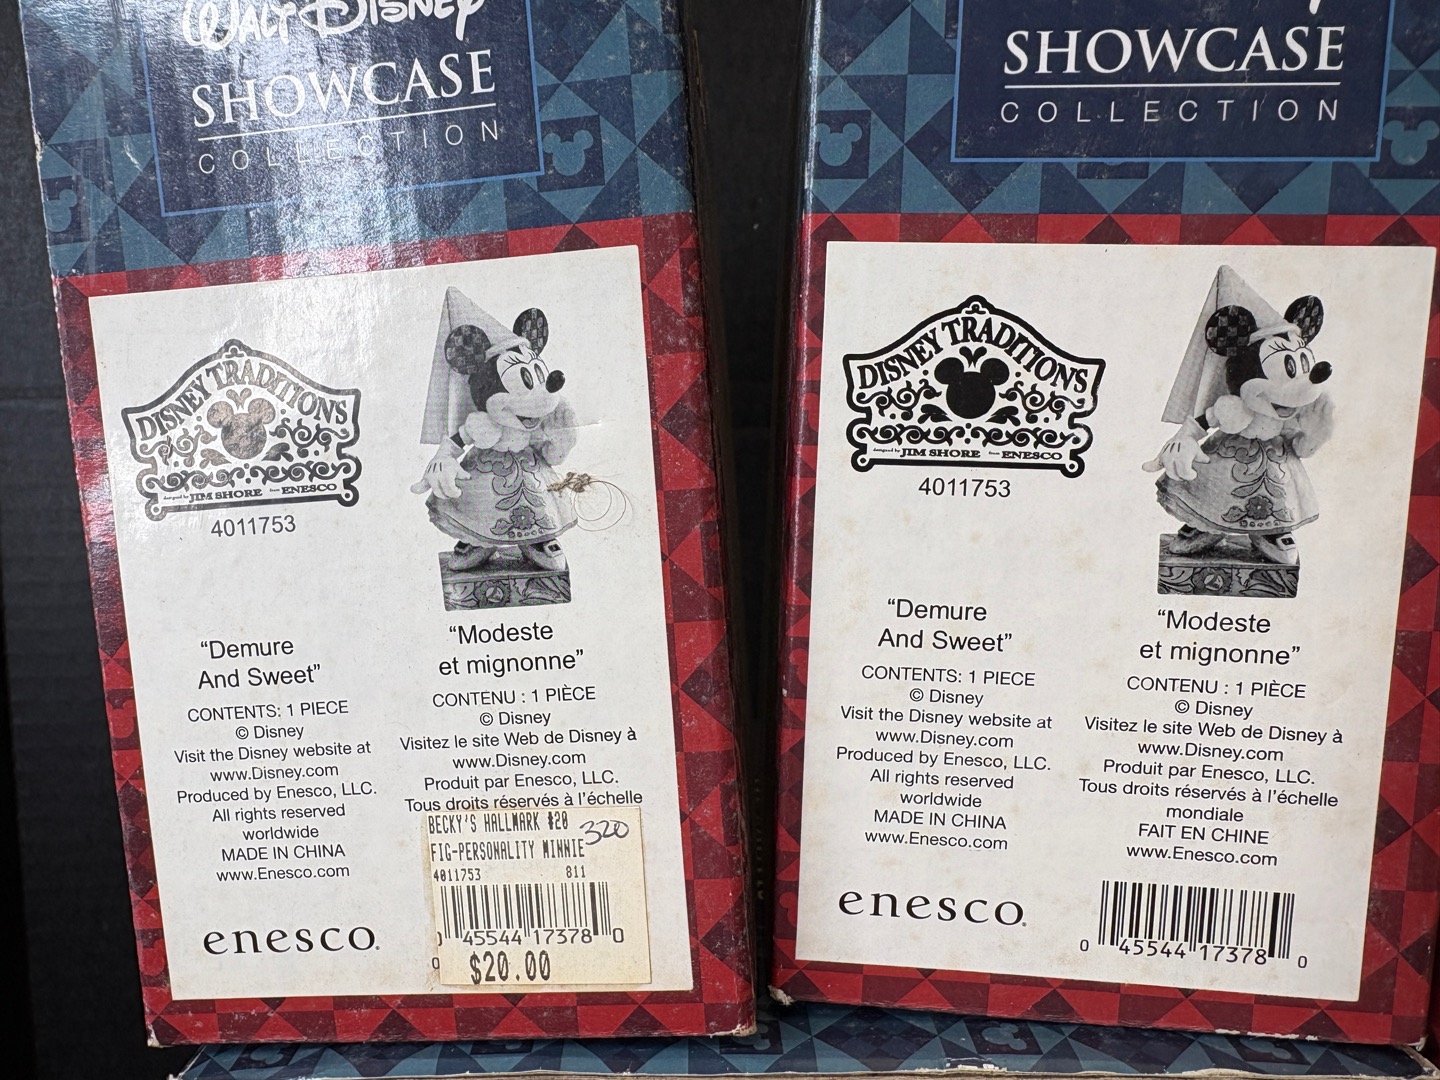 WALT DISNEY
SHOWCASE
COLLECTION
DISNEY TRADITIONS
designed by JIM SHORE from ENESCO
4011753
"Demure
And Sweet"
CONTENTS: 1 PIECE
© Disney
Visit the Disney website at
www.Disney.com
Produced by Enesco, LLC.
All rights reserved
worldwide
MADE IN CHINA
www.Enesco.com
enesco.
"Modeste
et mignonne"
CONTENU : 1 PIÈCE
© Disney
Visitez le site Web de Disney à
www.Disney.com
Produit par Enesco, LLC.
Tous droits réservés à l'échelle
BECKY'S HALLMARK #20
320
FIG-PERSONALITY MINNIE
4011753 811
45544 17378 0
$20.00
SHOWCASE
COLLECTION
DISNEY TRADITIONS
designed by JIM SHORE from ENESCO
4011753
"Demure
And Sweet"
CONTENTS: 1 PIECE
© Disney
Visit the Disney website at
www.Disney.com
Produced by Enesco, LLC.
All rights reserved
worldwide
MADE IN CHINA
www.Enesco.com
enesco.
"Modeste
et mignonne"
CONTENU : 1 PIÈCE
© Disney
Visitez le site Web de Disney à
www.Disney.com
Produit par Enesco, LLC.
Tous droits réservés à l'échelle
mondiale
FAIT EN CHINE
www.Enesco.com
0 45544 17378 0